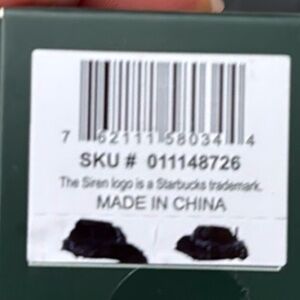 7 62111 58034 4
SKU # 011148726
The Siren logo is a Starbucks trademark.
MADE IN CHINA